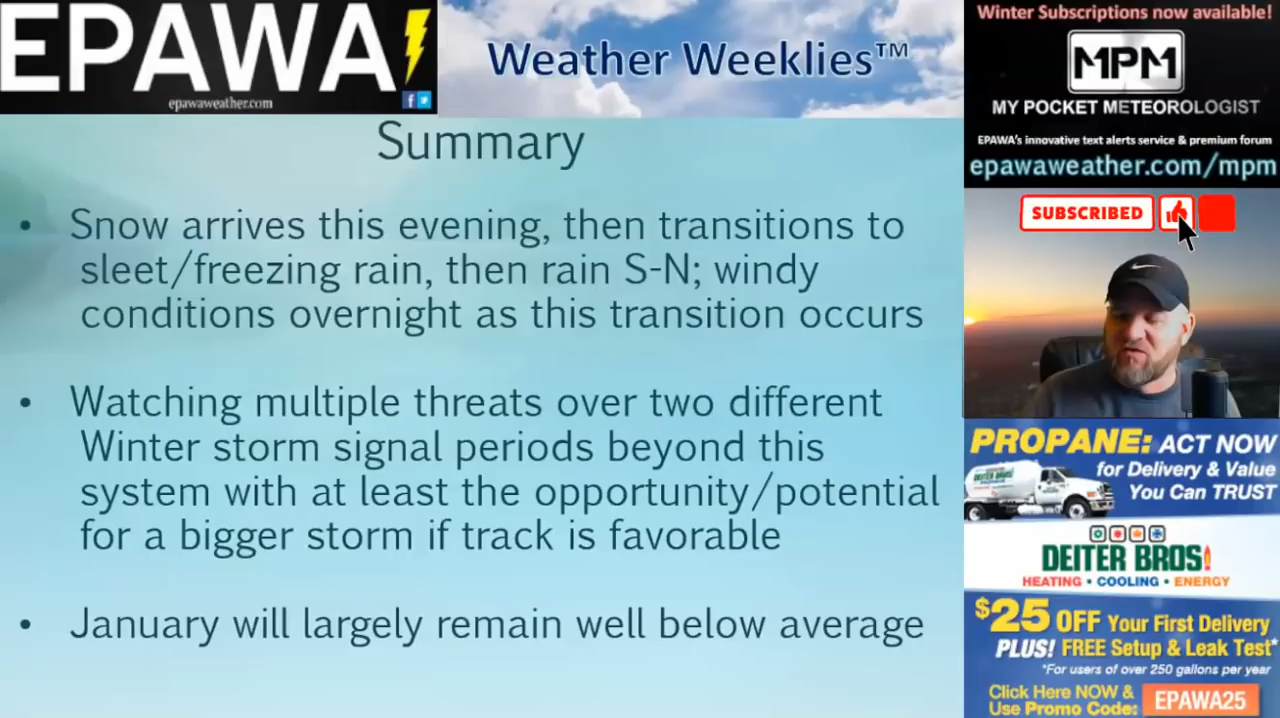 EPAWA!
epawaweather.com
Weather Weeklies™
Summary
• Snow arrives this evening, then transitions to
sleet/freezing rain, then rain S-N; windy
conditions overnight as this transition occurs
• Watching multiple threats over two different
Winter storm signal periods beyond this
system with at least the opportunity/potential
for a bigger storm if track is favorable
• January will largely remain well below average
Winter Subscriptions now available!
MPM
MY POCKET METEOROLOGIST
EPAWA's innovative text alerts service & premium forum
epawaweather.com/mpm
SUBSCRIBED
PROPANE: ACT NOW
for Delivery & Value
You Can TRUST
DEITER BROS!
HEATING • COOLING • ENERGY
$25 OFF Your First Delivery
PLUS! FREE Setup & Leak Test*
*For users of over 250 gallons per year
Click Here NOW &
Use Promo Code: EPAWA25